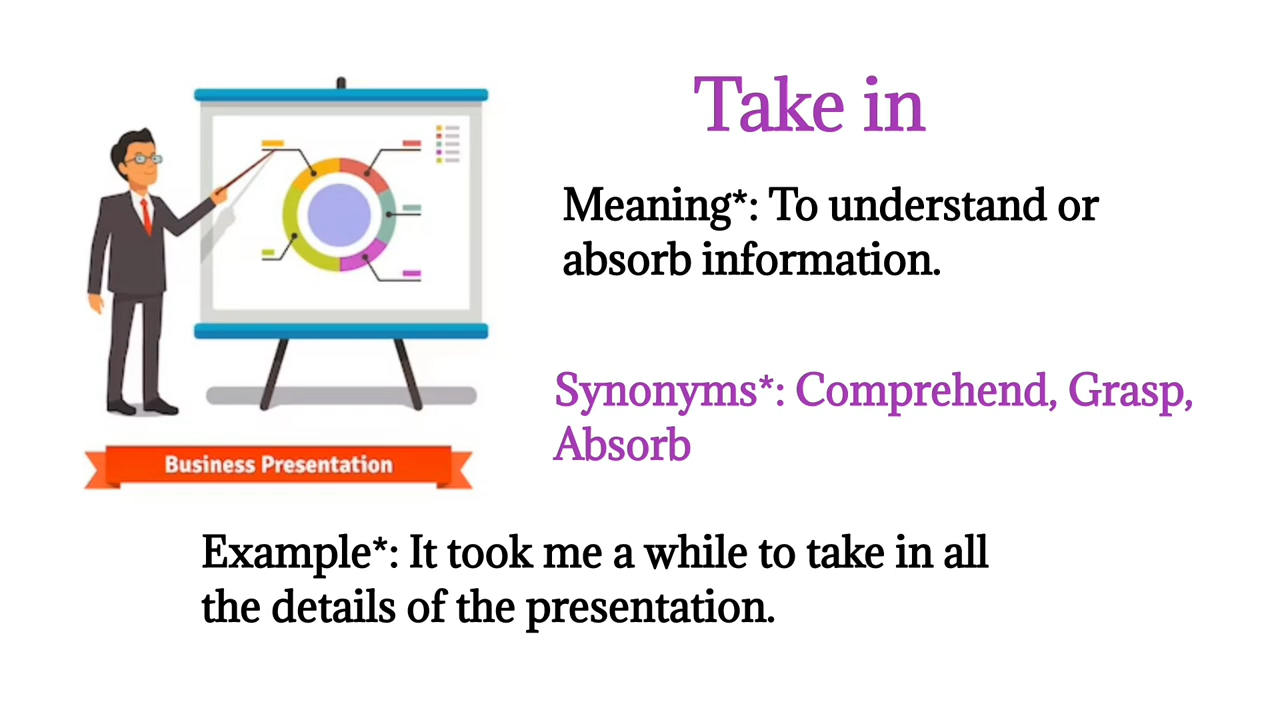 Take in
Meaning*: To understand or
absorb information.
Synonyms*: Comprehend, Grasp,
Absorb
Business Presentation
Example*: It took me a while to take in all
the details of the presentation.